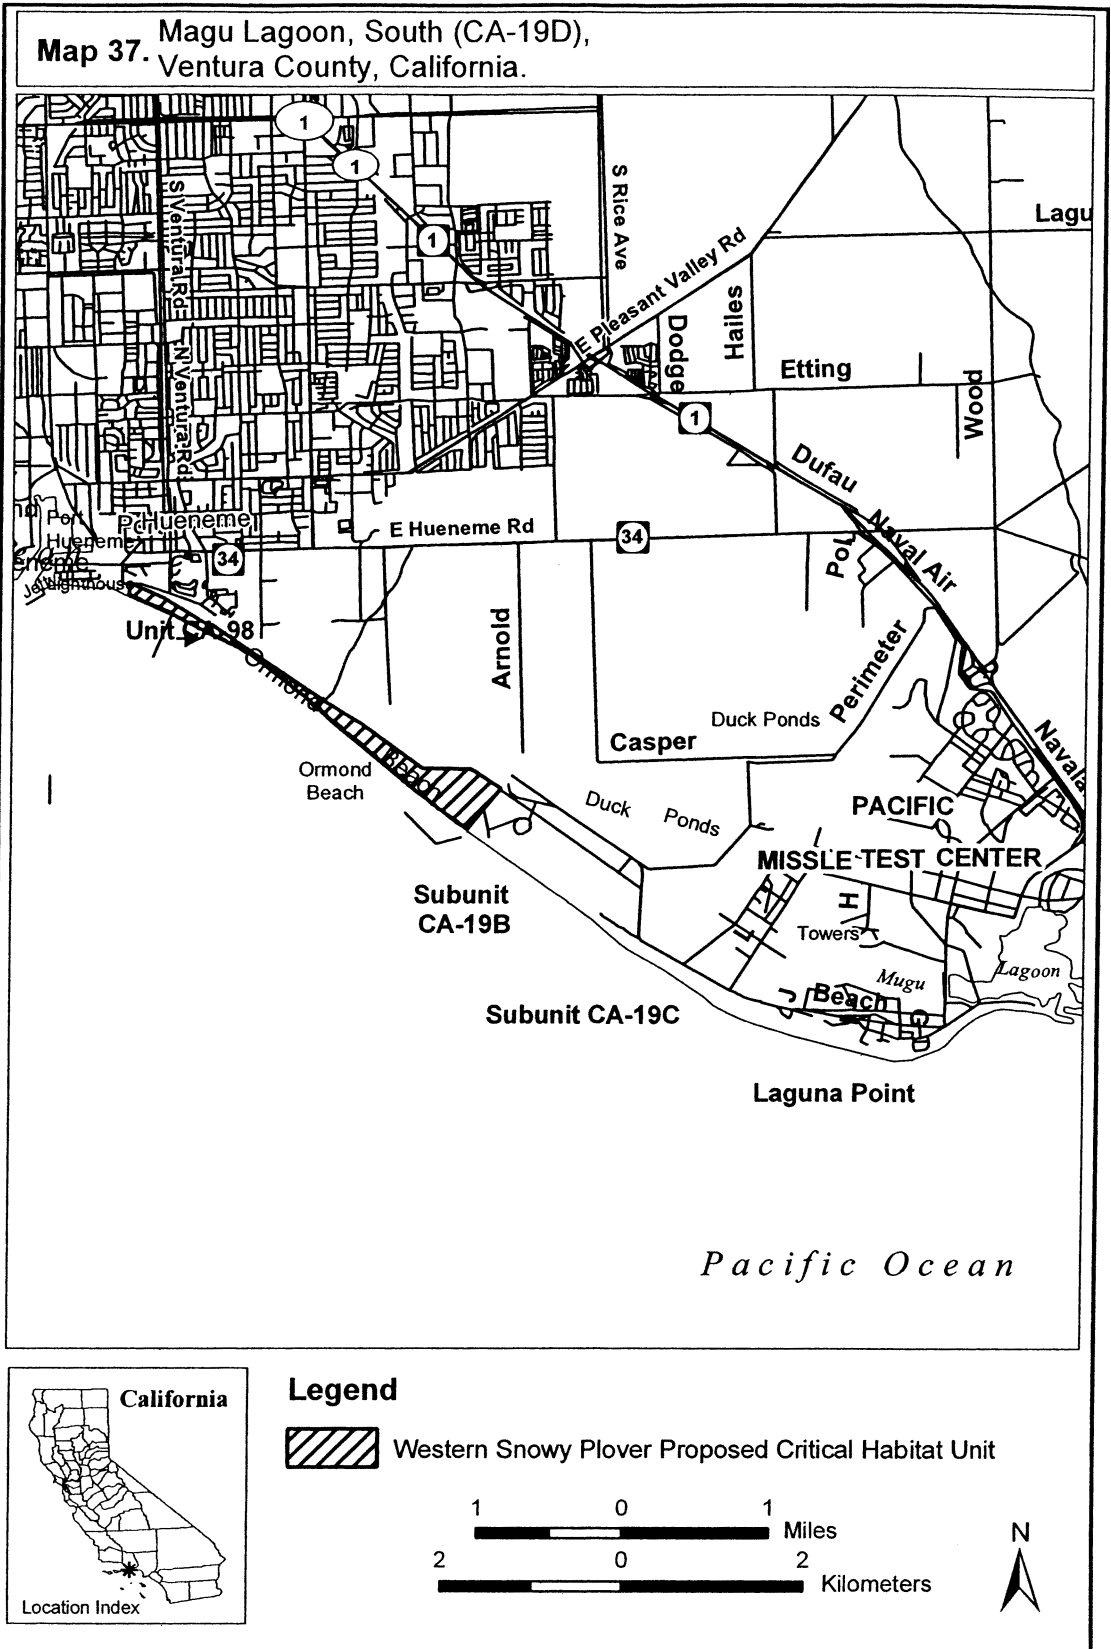 Map 37. Magu Lagoon, South (CA-19D),
Ventura County, California.
1
1
1
S Ventura Rd
N Ventura Rd
S Rice Ave
E Pleasant Valley Rd
Dodge
Hailes
Lagu
Etting
Wood
1
Dufau
Naval Air
Port
Hueneme
Hueneme
E Hueneme Rd
34
34
Pol
Unit CA-98
Ormond
Beach
Arnold
Perimeter
Duck Ponds
Casper
Ormond
Beach
Duck Ponds
Navala
PACIFIC
MISSLE TEST CENTER
Subunit
CA-19B
H
L
Towers
Mugu
Lagoon
Subunit CA-19C
J
Beach
G
D
Laguna Point
Pacific Ocean
California
Location Index
Legend
Western Snowy Plover Proposed Critical Habitat Unit
1 0 1
Miles
2 0 2
Kilometers
N